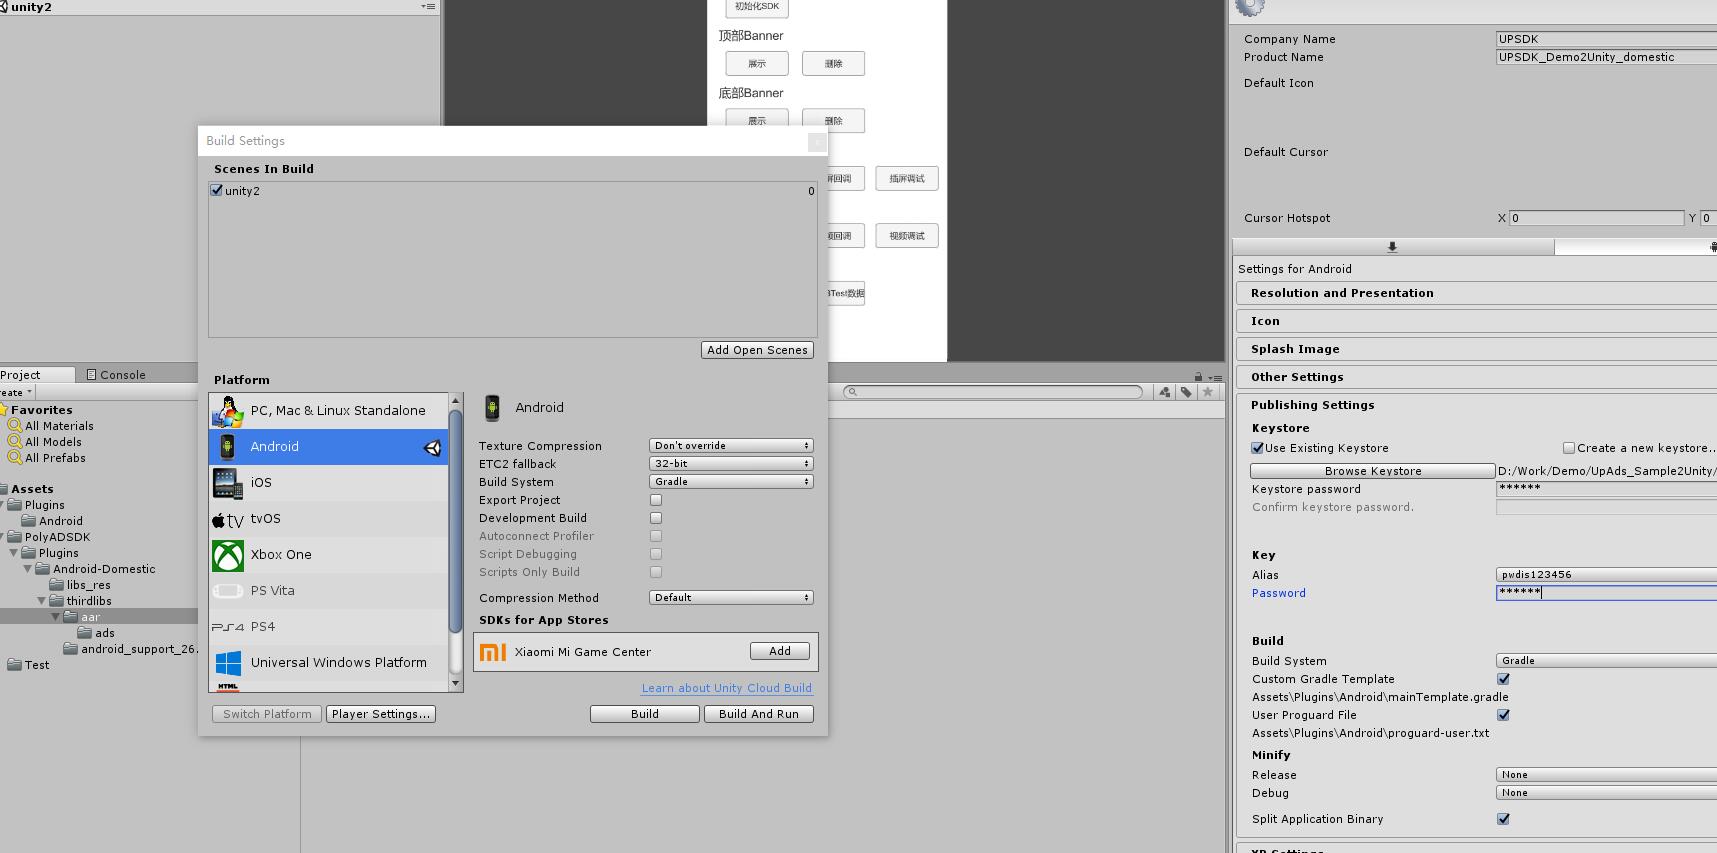 unity2
初始化SDK
顶部Banner
展示
删除
底部Banner
展示
删除
屏回调
插屏调试
频回调
视频调试
BTest数据
Build Settings
Scenes In Build
unity2
0
Add Open Scenes
Platform
PC, Mac & Linux Standalone
Android
iOS
tv
tvOS
Xbox One
PS Vita
PS4
Universal Windows Platform
HTML
Switch Platform
Player Settings...
Android
Texture Compression
Don't override
ETC2 fallback
32-bit
Build System
Gradle
Export Project
Development Build
Autoconnect Profiler
Script Debugging
Scripts Only Build
Compression Method
Default
SDKs for App Stores
Xiaomi Mi Game Center
Add
Learn about Unity Cloud Build
Build
Build And Run
Project
Console
reate
Favorites
All Materials
All Models
All Prefabs
Assets
Plugins
Android
PolyADSDK
Plugins
Android-Domestic
libs_res
thirdlibs
aar
ads
android_support_26.
Test
Company Name
UPSDK
Product Name
UPSDK_Demo2Unity_domestic
Default Icon
Default Cursor
Cursor Hotspot
X 0
Y 0
Settings for Android
Resolution and Presentation
Icon
Splash Image
Other Settings
Publishing Settings
Keystore
Use Existing Keystore
Create a new keystore..
Browse Keystore
D:/Work/Demo/UpAds_Sample2Unity/
Keystore password
******
Confirm keystore password.
Key
Alias
pwdis123456
Password
******
Build
Build System
Gradle
Custom Gradle Template
Assets\Plugins\Android\mainTemplate.gradle
User Proguard File
Assets\Plugins\Android\proguard-user.txt
Minify
Release
None
Debug
None
Split Application Binary
XR Settings